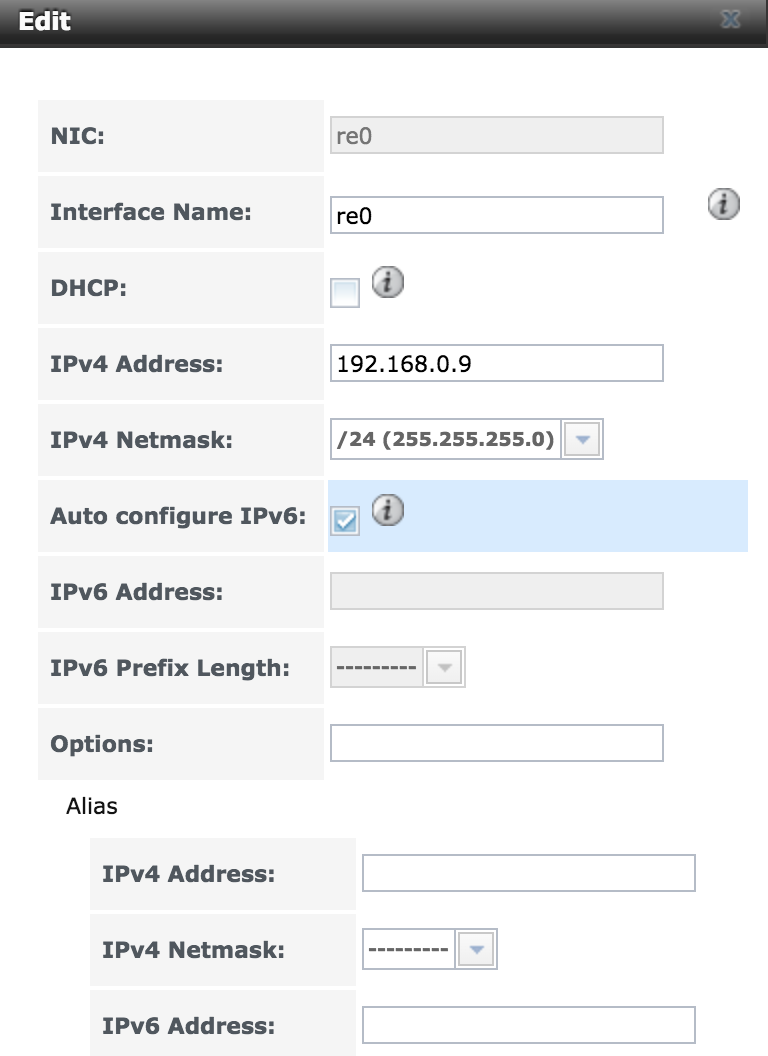 Edit
NIC: re0
Interface Name: re0
DHCP:
IPv4 Address: 192.168.0.9
IPv4 Netmask: /24 (255.255.255.0)
Auto configure IPv6:
IPv6 Address:
IPv6 Prefix Length: ---------
Options:
Alias
IPv4 Address:
IPv4 Netmask: ---------
IPv6 Address: